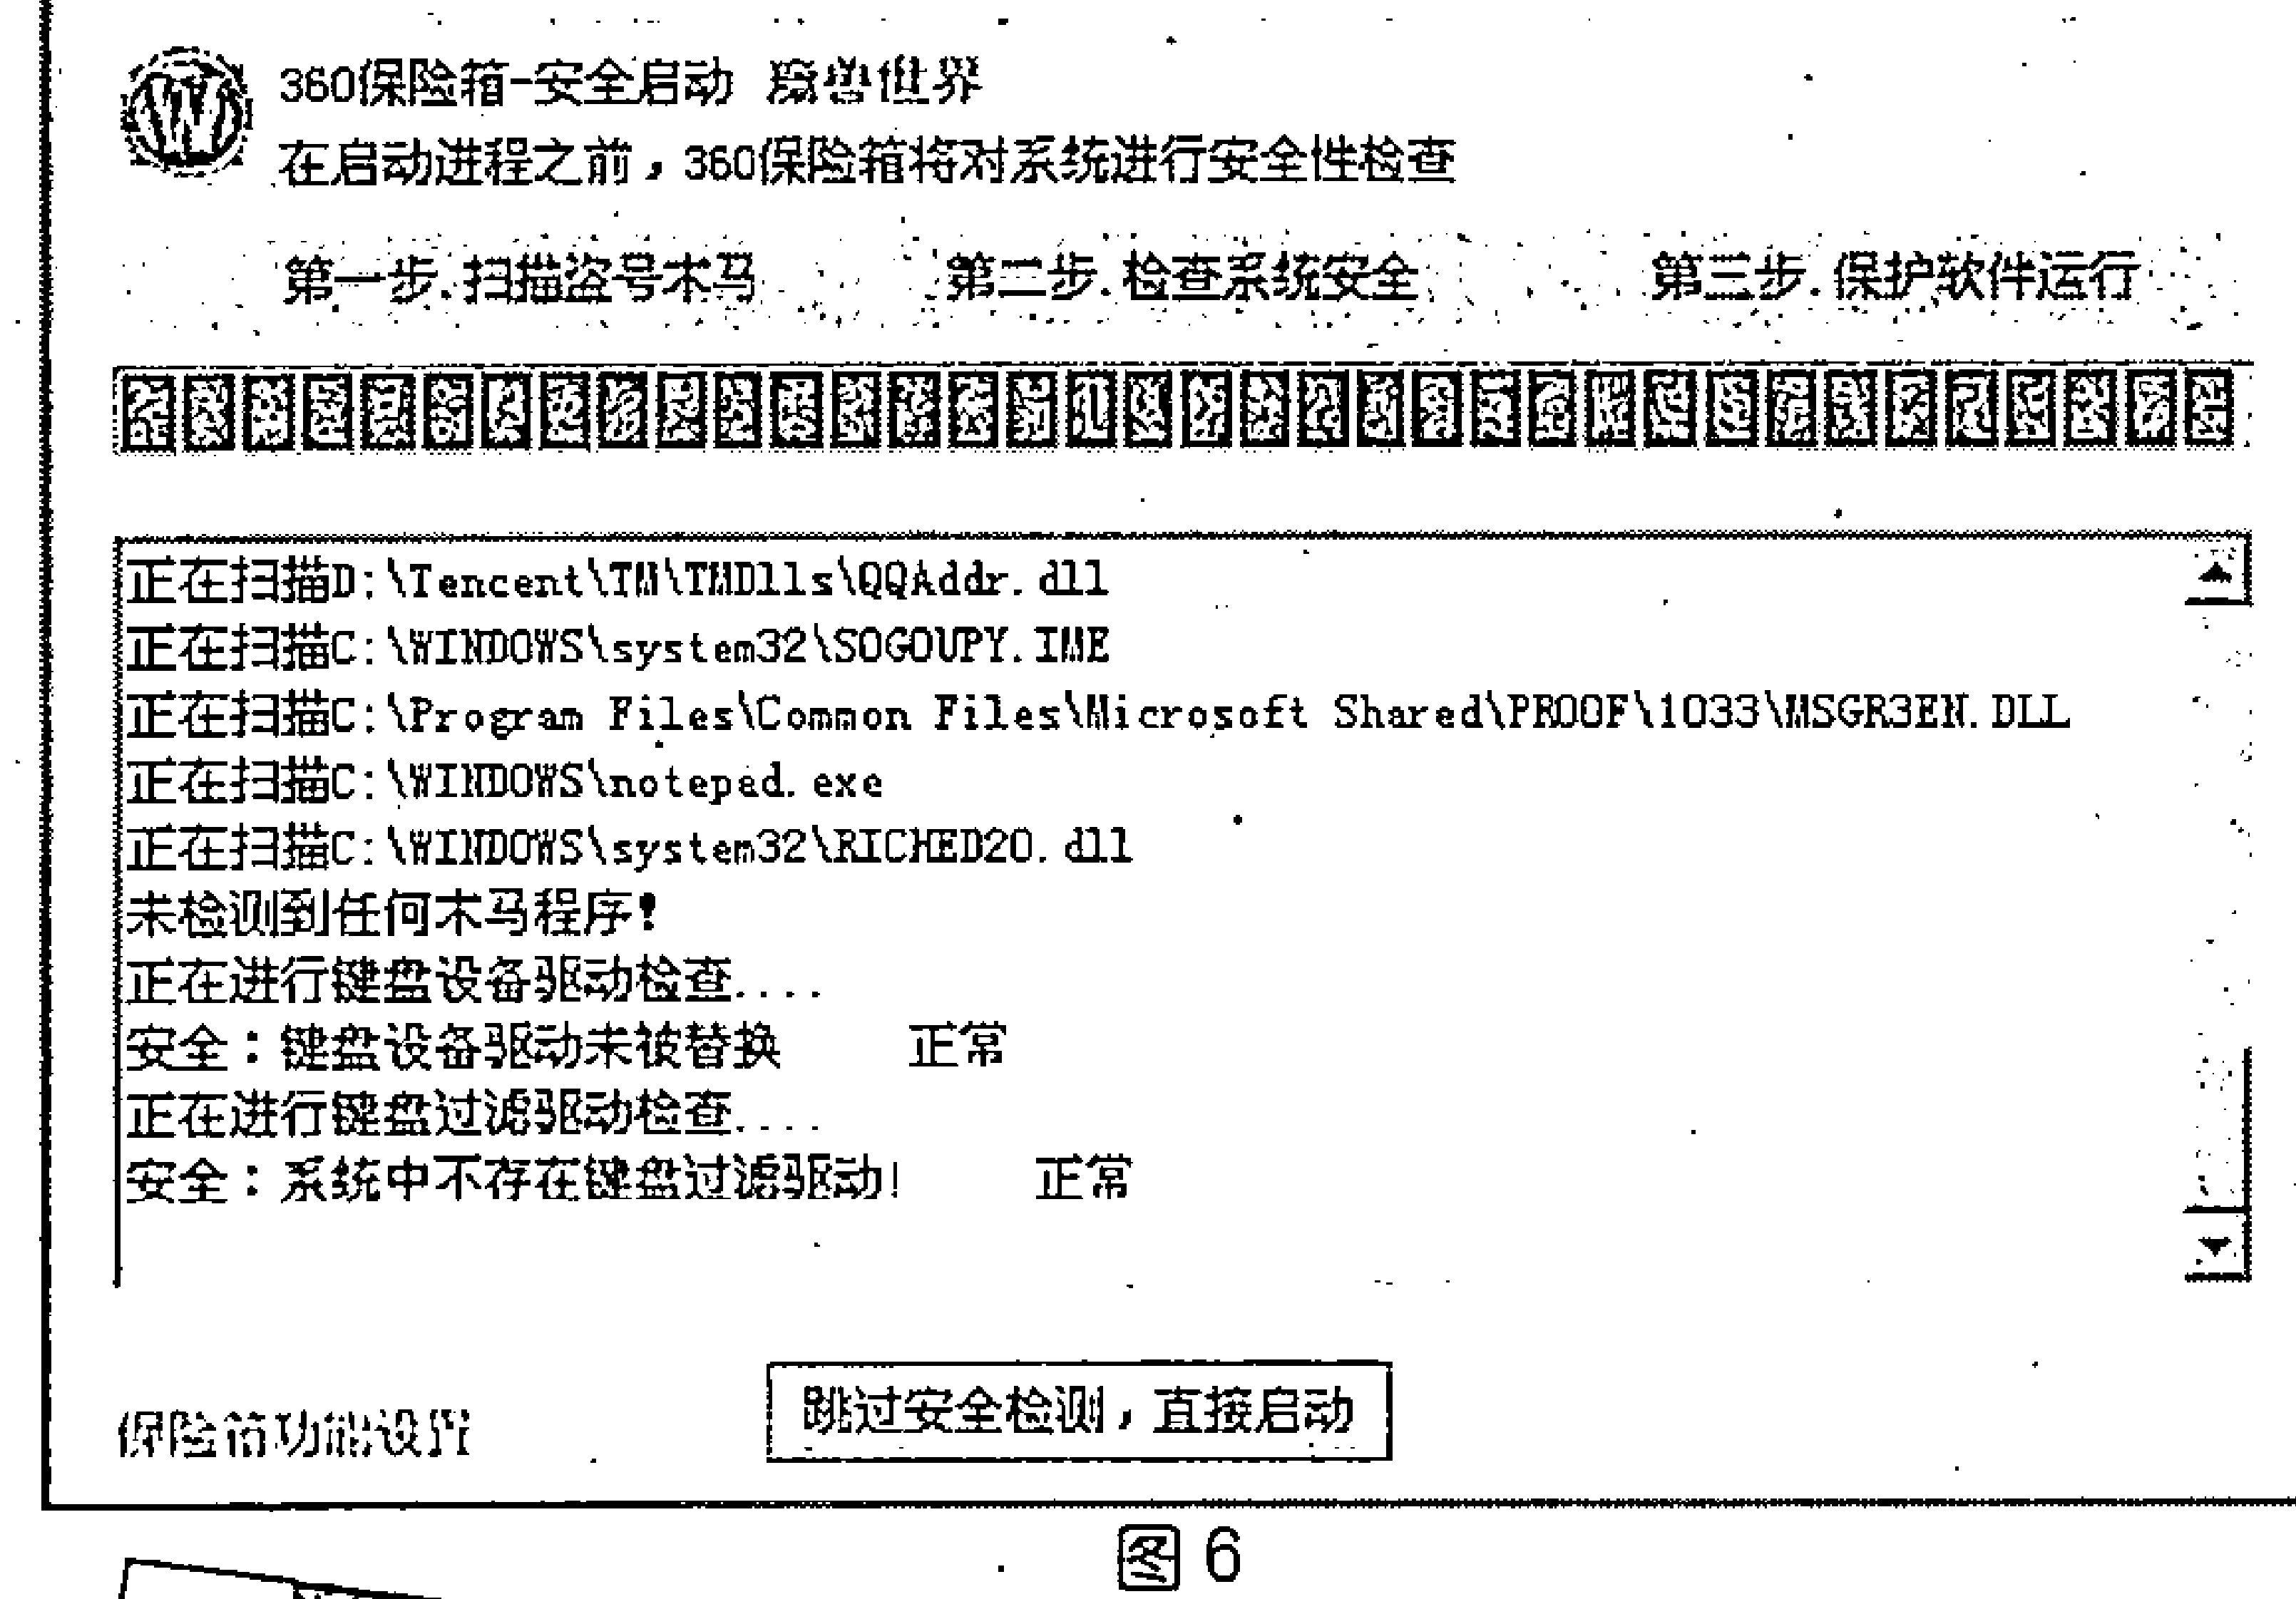 360保险箱-安全启动 魔兽世界
在启动进程之前，360保险箱将对系统进行安全性检查
第一步.扫描盗号木马 第二步.检查系统安全 第三步.保护软件运行
正在扫描D:\Tencent\TM\TMDlls\QQAddr.dll
正在扫描C:\WINDOWS\system32\SOGOUPY.IME
正在扫描C:\Program Files\Common Files\Microsoft Shared\PROOF\1033\MSGR3EN.DLL
正在扫描C:\WINDOWS\notepad.exe
正在扫描C:\WINDOWS\system32\RICHED20.dll
未检测到任何木马程序！
正在进行键盘设备驱动检查....
安全：键盘设备驱动未被替换 正常
正在进行键盘过滤驱动检查....
安全：系统中不存在键盘过滤驱动! 正常
跳过安全检测，直接启动
保险箱功能设置
图6